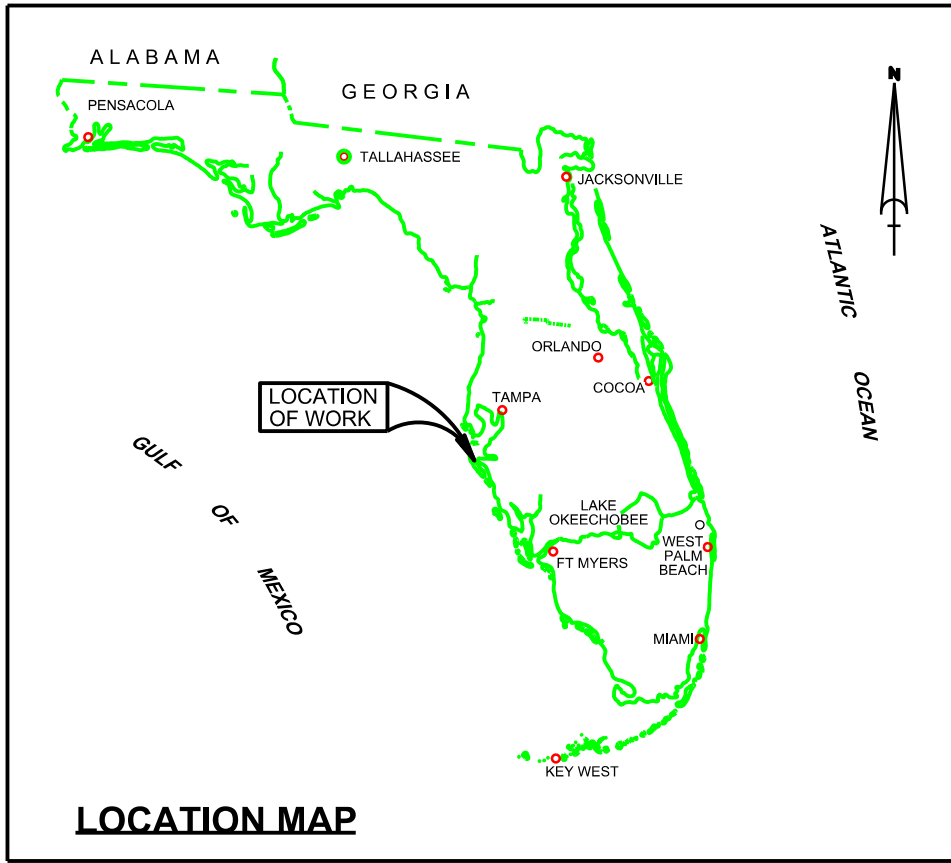 ALABAMA
GEORGIA
N
PENSACOLA
TALLAHASSEE
JACKSONVILLE
ATLANTIC
OCEAN
ORLANDO
COCOA
TAMPA
LOCATION
OF WORK
GULF
OF
MEXICO
LAKE
OKEECHOBEE
WEST
PALM
BEACH
FT MYERS
MIAMI
KEY WEST
LOCATION MAP